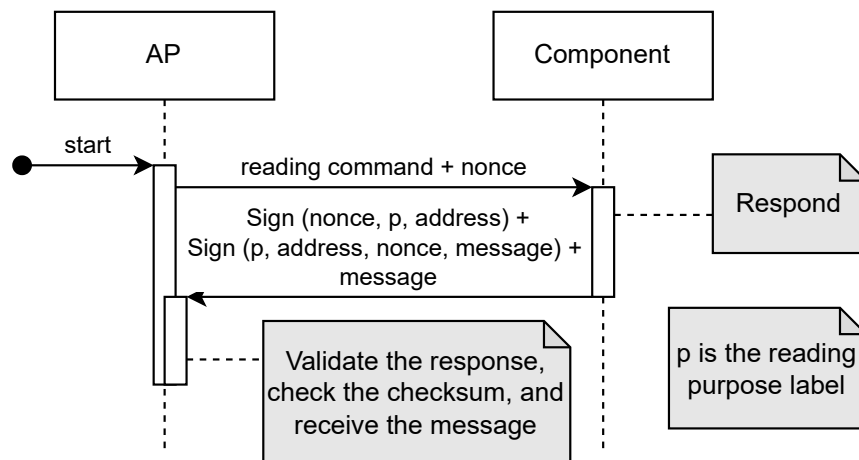 AP
Component
start
reading command + nonce
Respond
Sign (nonce, p, address) +
Sign (p, address, nonce, message) +
message
Validate the response,
check the checksum, and
receive the message
p is the reading
purpose label